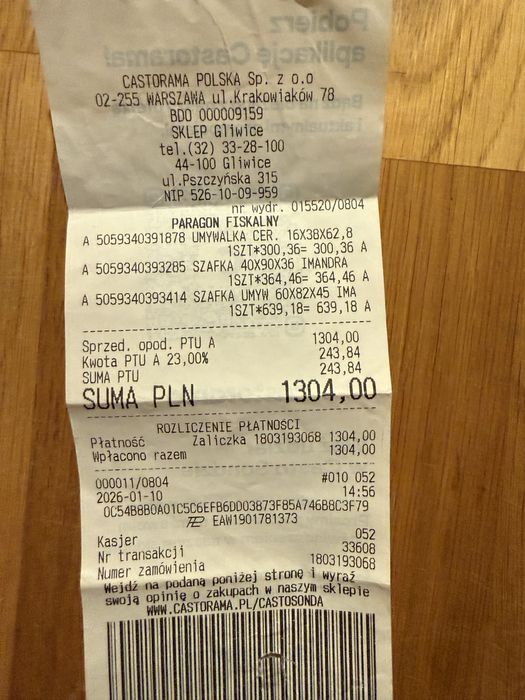 CASTORAMA POLSKA Sp. z o.o
02-255 WARSZAWA ul.Krakowiaków 78
BDO 000009159
SKLEP Gliwice
tel.(32) 33-28-100
44-100 Gliwice
ul.Pszczyńska 315
NIP 526-10-09-959
nr wydr. 015520/0804
PARAGON FISKALNY
A 5059340391878 UMYWALKA CER. 16X38X62,8
1SZT*300,36= 300,36 A
A 5059340393285 SZAFKA 40X90X36 IMANDRA
1SZT*364,46= 364,46 A
A 5059340393414 SZAFKA UMYW 60X82X45 IMA
1SZT*639,18= 639,18 A
Sprzed. opod. PTU A 1304,00
Kwota PTU A 23,00% 243,84
SUMA PTU 243,84
SUMA PLN 1304,00
ROZLICZENIE PŁATNOŚCI
Płatność Zaliczka 1803193068 1304,00
Wpłacono razem 1304,00
000011/0804 #010 052
2026-01-10 14:56
0C54B8B0A01C5C6EFB6DD03873F85A746B8C3F79
EAW1901781373
Kasjer 052
Nr transakcji 33608
Numer zamówienia 1803193068
Wejdź na podaną poniżej stronę i wyraź
swoją opinię o zakupach w naszym sklepie
WWW.CASTORAMA.PL/CASTOSONDA